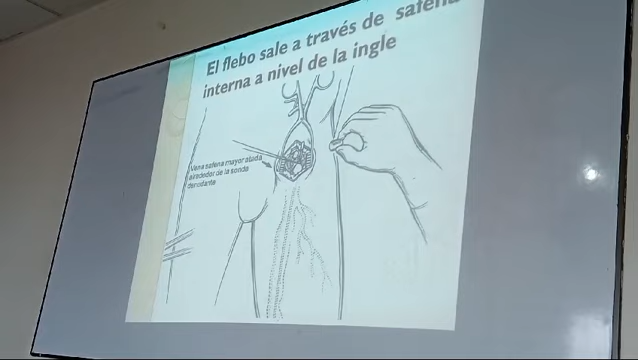 El flebo sale a través de safena
interna a nivel de la ingle
Vena safena mayor atada
alrededor de la sonda
denudante